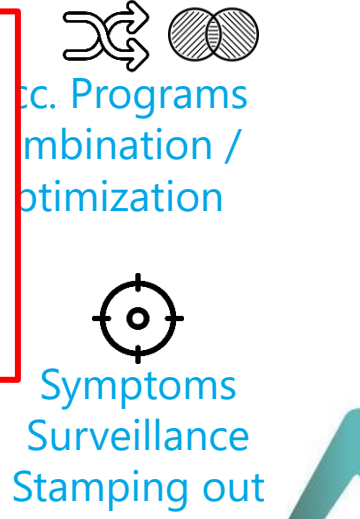 cc. Programs
mbination /
ptimization
Symptoms
Surveillance
Stamping out